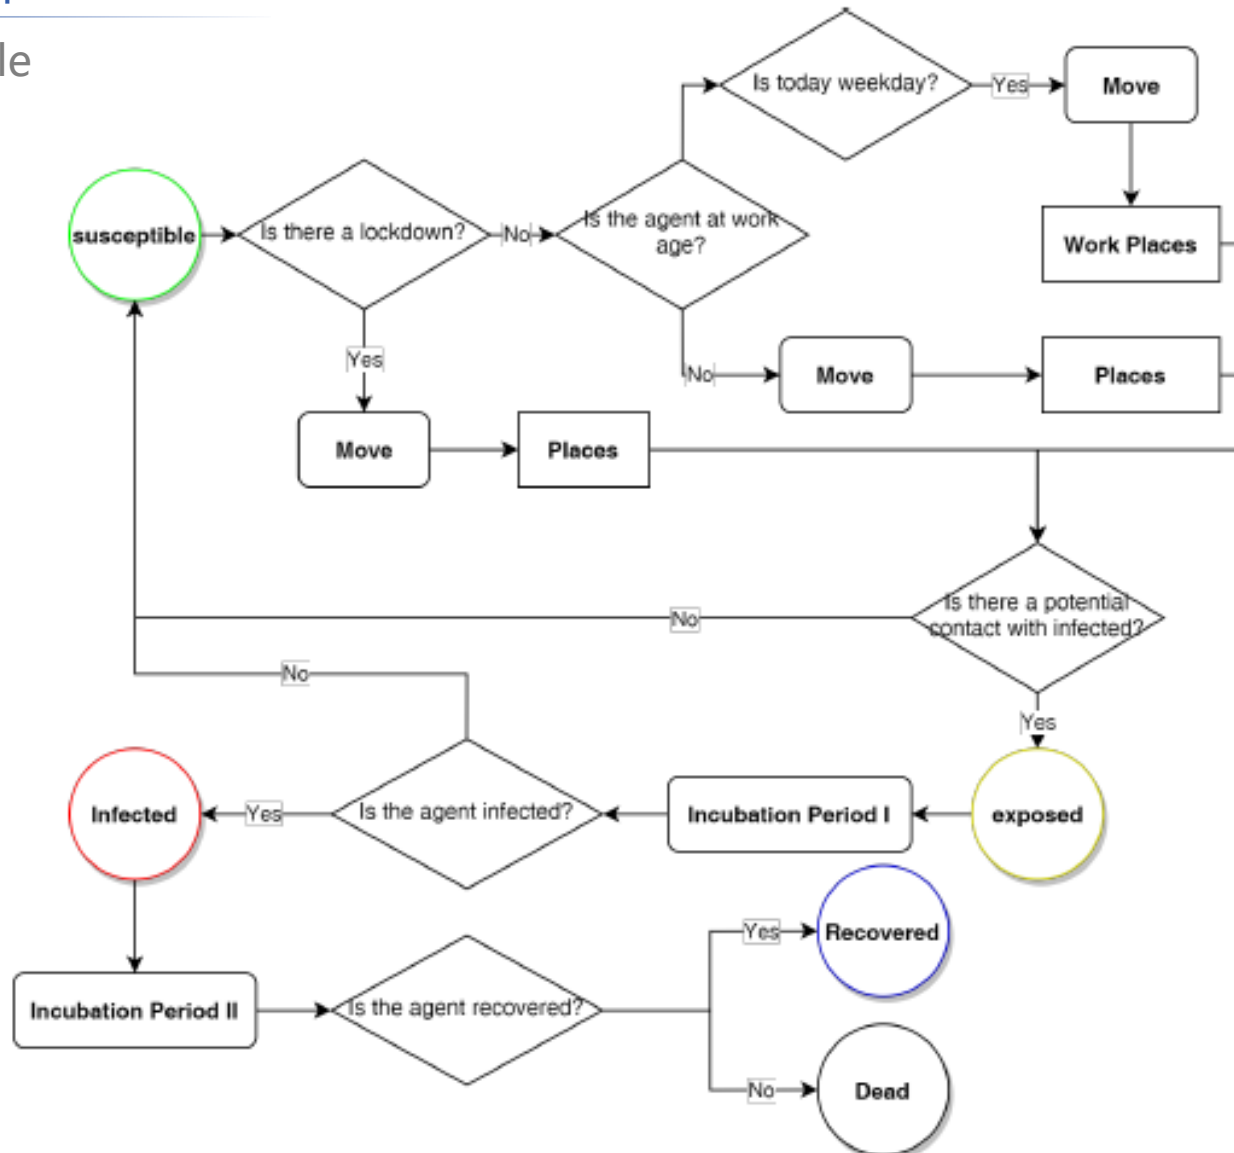 le
Is today weekday?
Yes
Move
susceptible
Is there a lockdown?
No
Is the agent at work
age?
Work Places
Yes
No
Move
Places
Move
Places
Is there a potential
contact with infected?
No
No
Yes
Infected
Yes
Is the agent infected?
Incubation Period I
exposed
Yes
Recovered
Incubation Period II
Is the agent recovered?
No
Dead